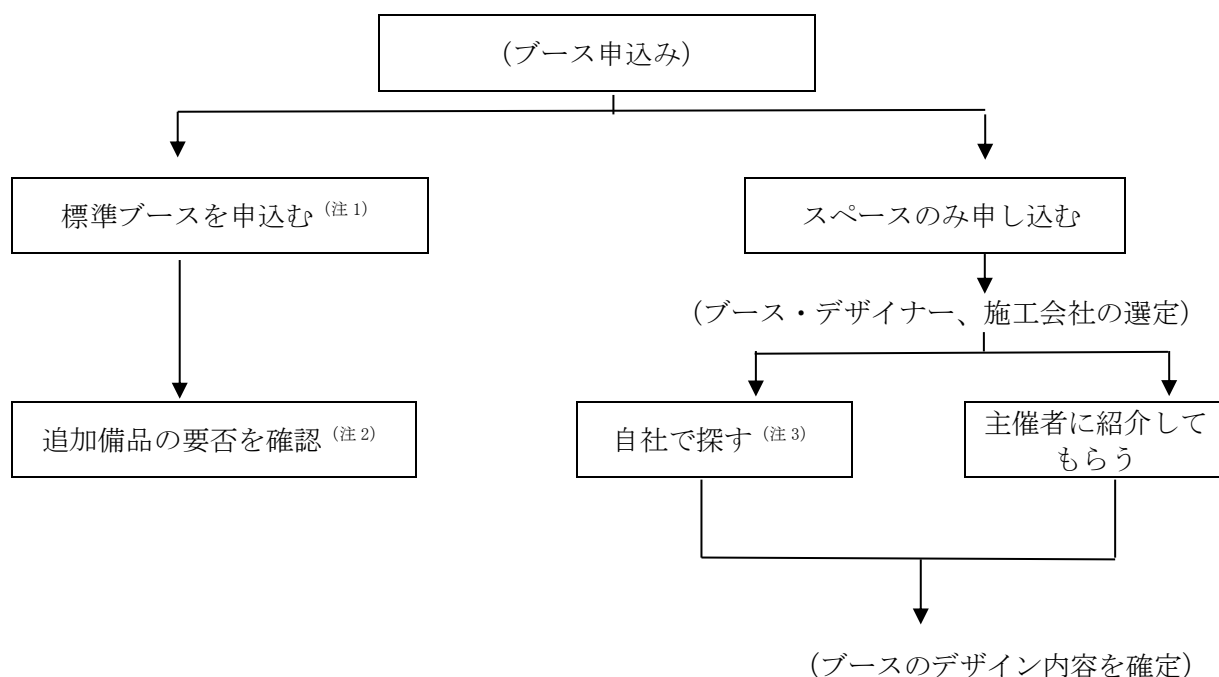 (ブース申込み)
標準ブースを申込む (注 1)
スペースのみ申し込む
(ブース・デザイナー、施工会社の選定)
追加備品の要否を確認 (注 2)
自社で探す (注 3)
主催者に紹介して
もらう
(ブースのデザイン内容を確定)